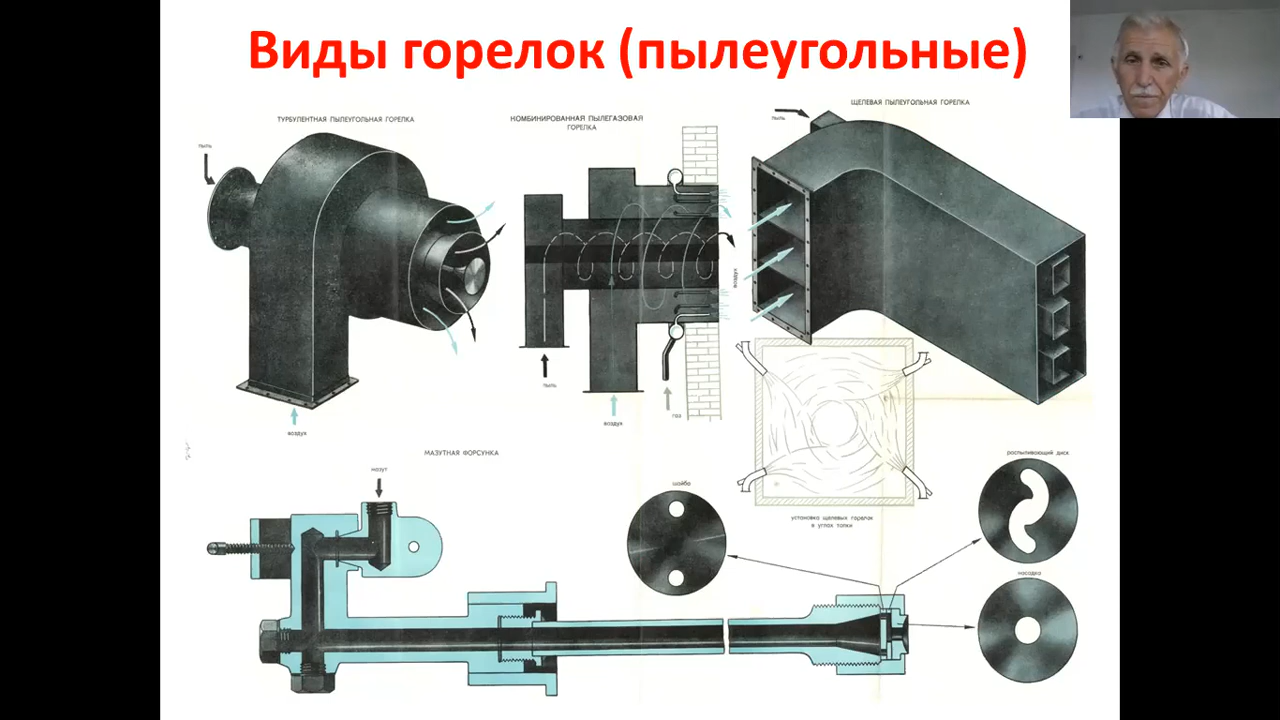 Виды горелок (пылеугольные)
ТУРБУЛЕНТНАЯ ПЫЛЕУГОЛЬНАЯ ГОРЕЛКА
КОМБИНИРОВАННАЯ ПЫЛЕГАЗОВАЯ
ГОРЕЛКА
ЩЕЛЕВАЯ ПЫЛЕУГОЛЬНАЯ ГОРЕЛКА
пыль
пыль
воздух
пыль
воздух
газ
воздух
МАЗУТНАЯ ФОРСУНКА
мазут
шайба
установка щелевых горелок
в углах топки
распыливающий диск
насадка